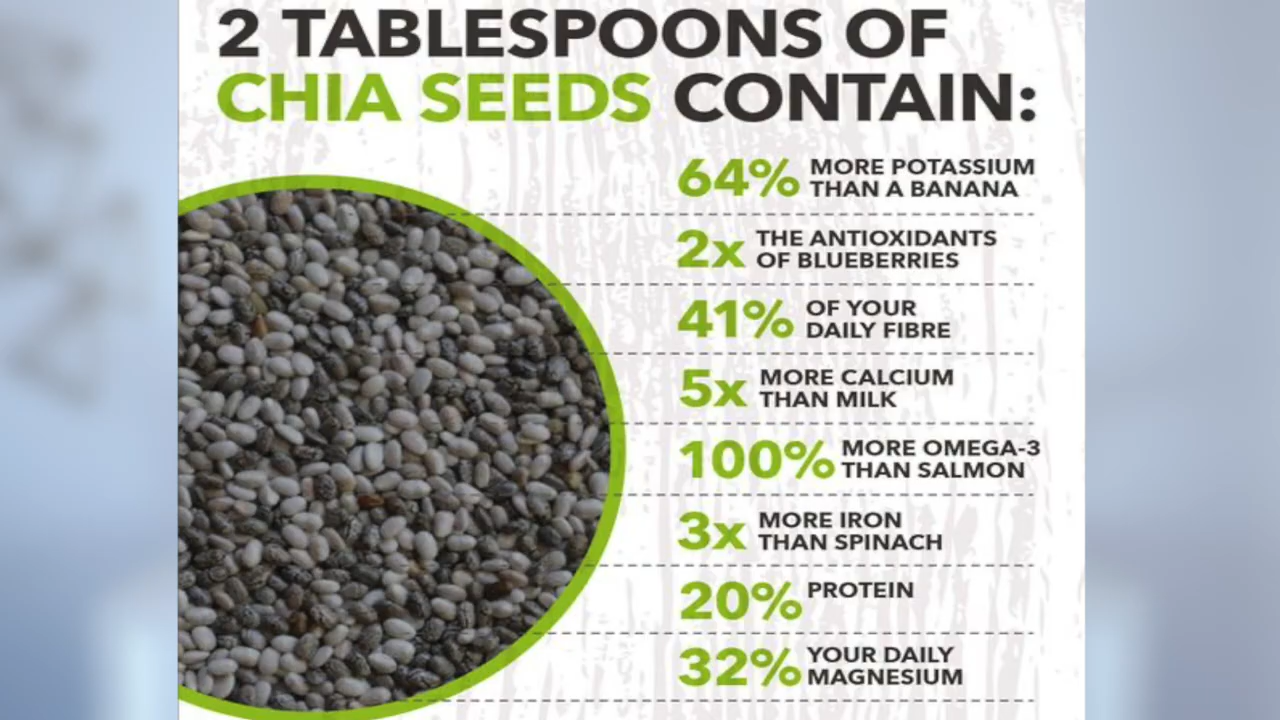 2 TABLESPOONS OF
CHIA SEEDS CONTAIN:
64% MORE POTASSIUM
THAN A BANANA
2x THE ANTIOXIDANTS
OF BLUEBERRIES
41% OF YOUR
DAILY FIBRE
5x MORE CALCIUM
THAN MILK
100% MORE OMEGA-3
THAN SALMON
3x MORE IRON
THAN SPINACH
20% PROTEIN
32% YOUR DAILY
MAGNESIUM